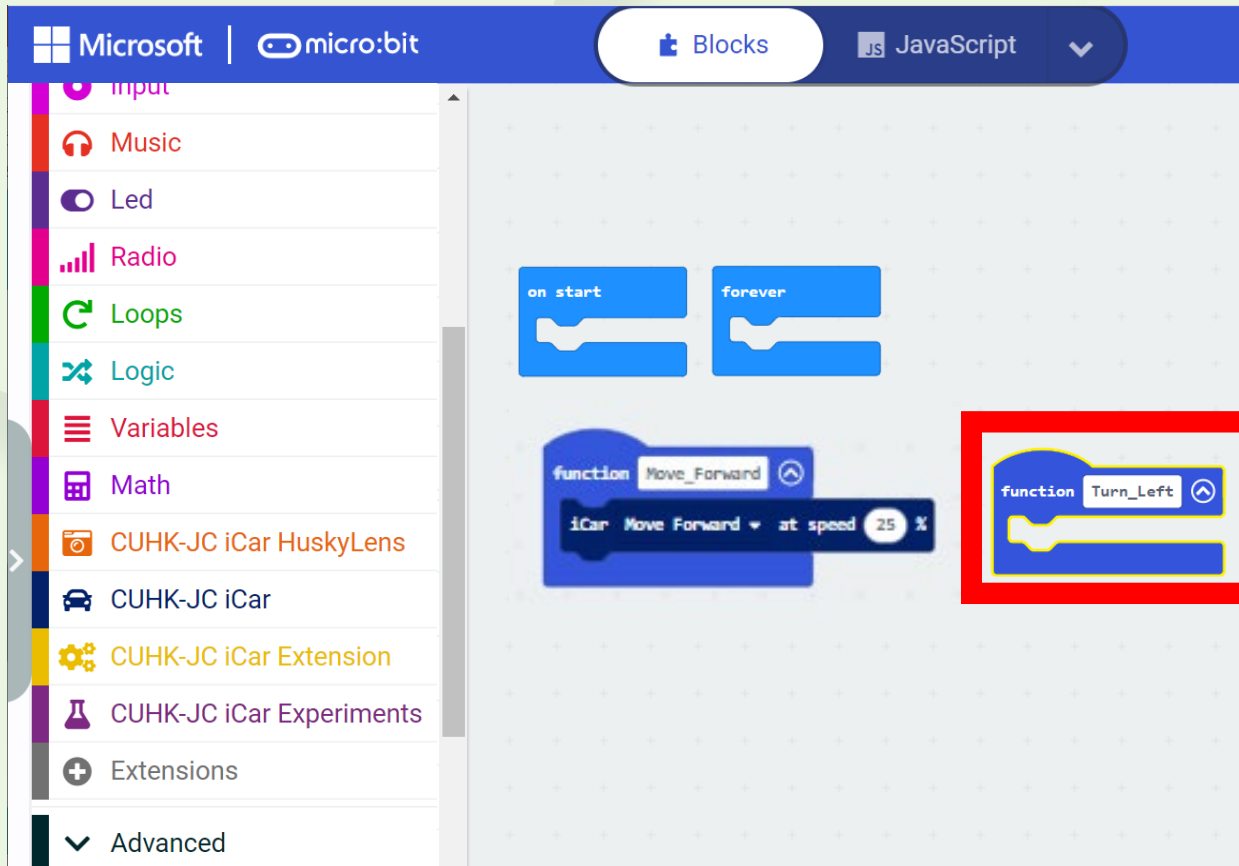 Microsoft | micro:bit
Blocks
JS JavaScript
Input
Music
Led
Radio
Loops
Logic
Variables
Math
CUHK-JC iCar HuskyLens
CUHK-JC iCar
CUHK-JC iCar Extension
CUHK-JC iCar Experiments
Extensions
Advanced
on start
forever
function Move_Forward
iCar Move Forward at speed 25 %
function Turn_Left